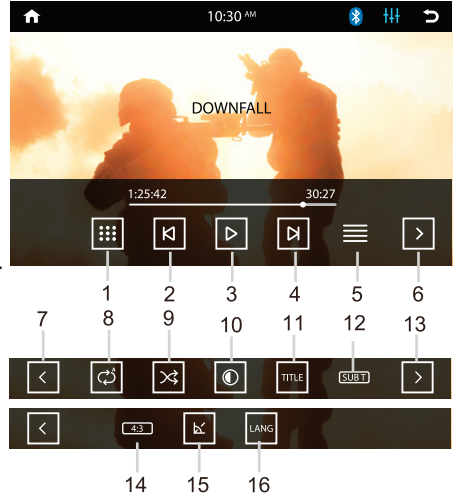 10:30 AM
DOWNFALL
1:25:42 30:27
1 2 3 4 5 6
7 8 9 10 11 12 13
A TITLE SUBT
4:3 LANG
14 15 16